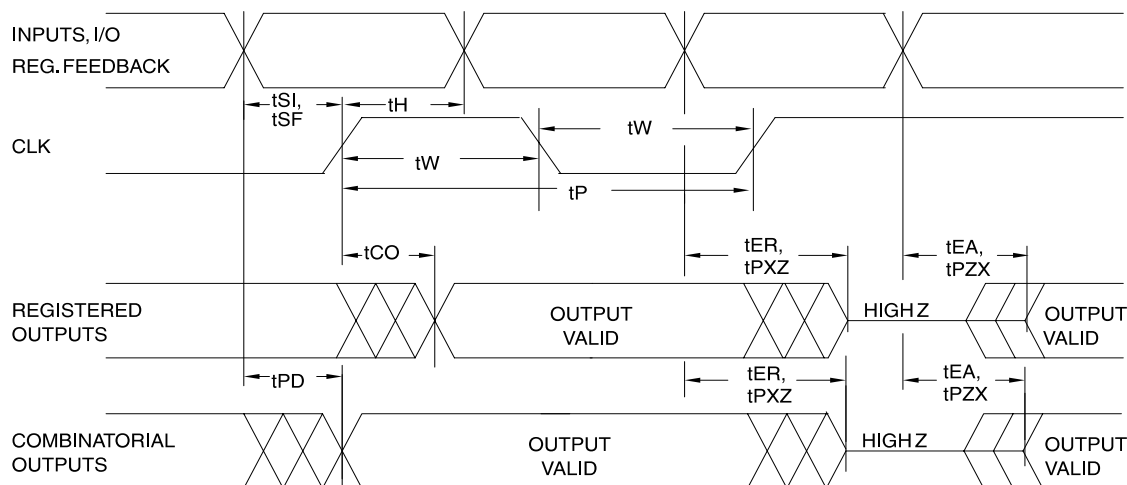 INPUTS, I/O
REG. FEEDBACK
tSI,
tSF
tH
CLK
tW
tW
tP
tCO
tER,
tPXZ
tEA,
tPZX
REGISTERED
OUTPUTS
OUTPUT
VALID
HIGH Z
OUTPUT
VALID
tPD
tER,
tPXZ
tEA,
tPZX
COMBINATORIAL
OUTPUTS
OUTPUT
VALID
HIGH Z
OUTPUT
VALID